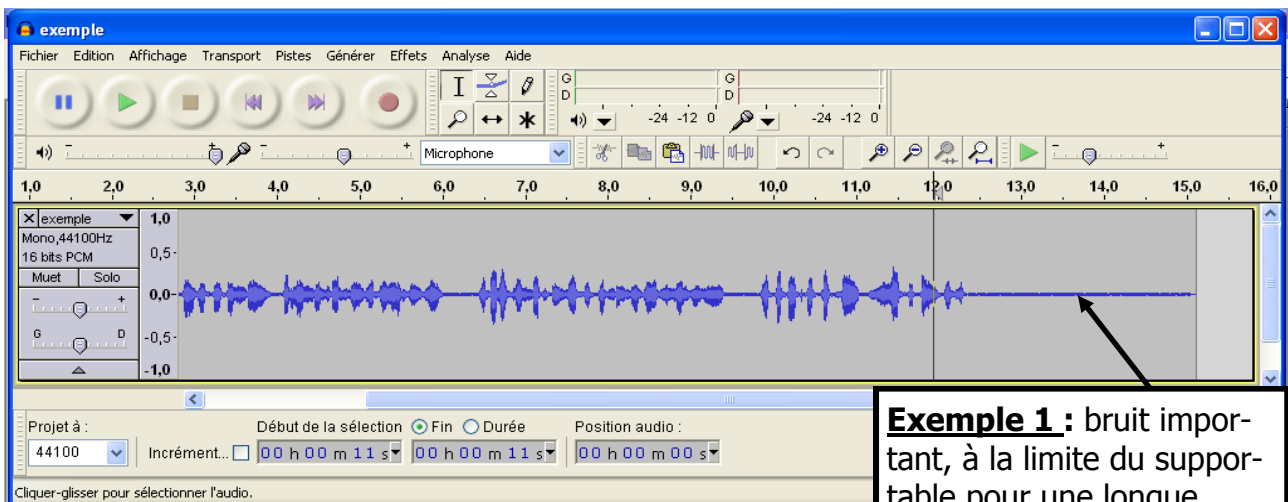 exemple
Fichier Edition Affichage Transport Pistes Générer Effets Analyse Aide
G
D
-24 -12 0
G
D
-24 -12 0
- + - + Microphone - +
1,0 2,0 3,0 4,0 5,0 6,0 7,0 8,0 9,0 10,0 11,0 12,0 13,0 14,0 15,0 16,0
exemple
Mono,44100Hz
16 bits PCM
Muet Solo
- +
G D
1,0
0,5-
0,0-
-0,5-
-1,0
Projet à :
44100
Incrément...
Début de la sélection Fin Durée
00 h 00 m 11 s 00 h 00 m 11 s
Position audio :
00 h 00 m 00 s
Cliquer-glisser pour sélectionner l'audio.
Exemple 1 : bruit impor-
tant, à la limite du suppor-
table pour une longue